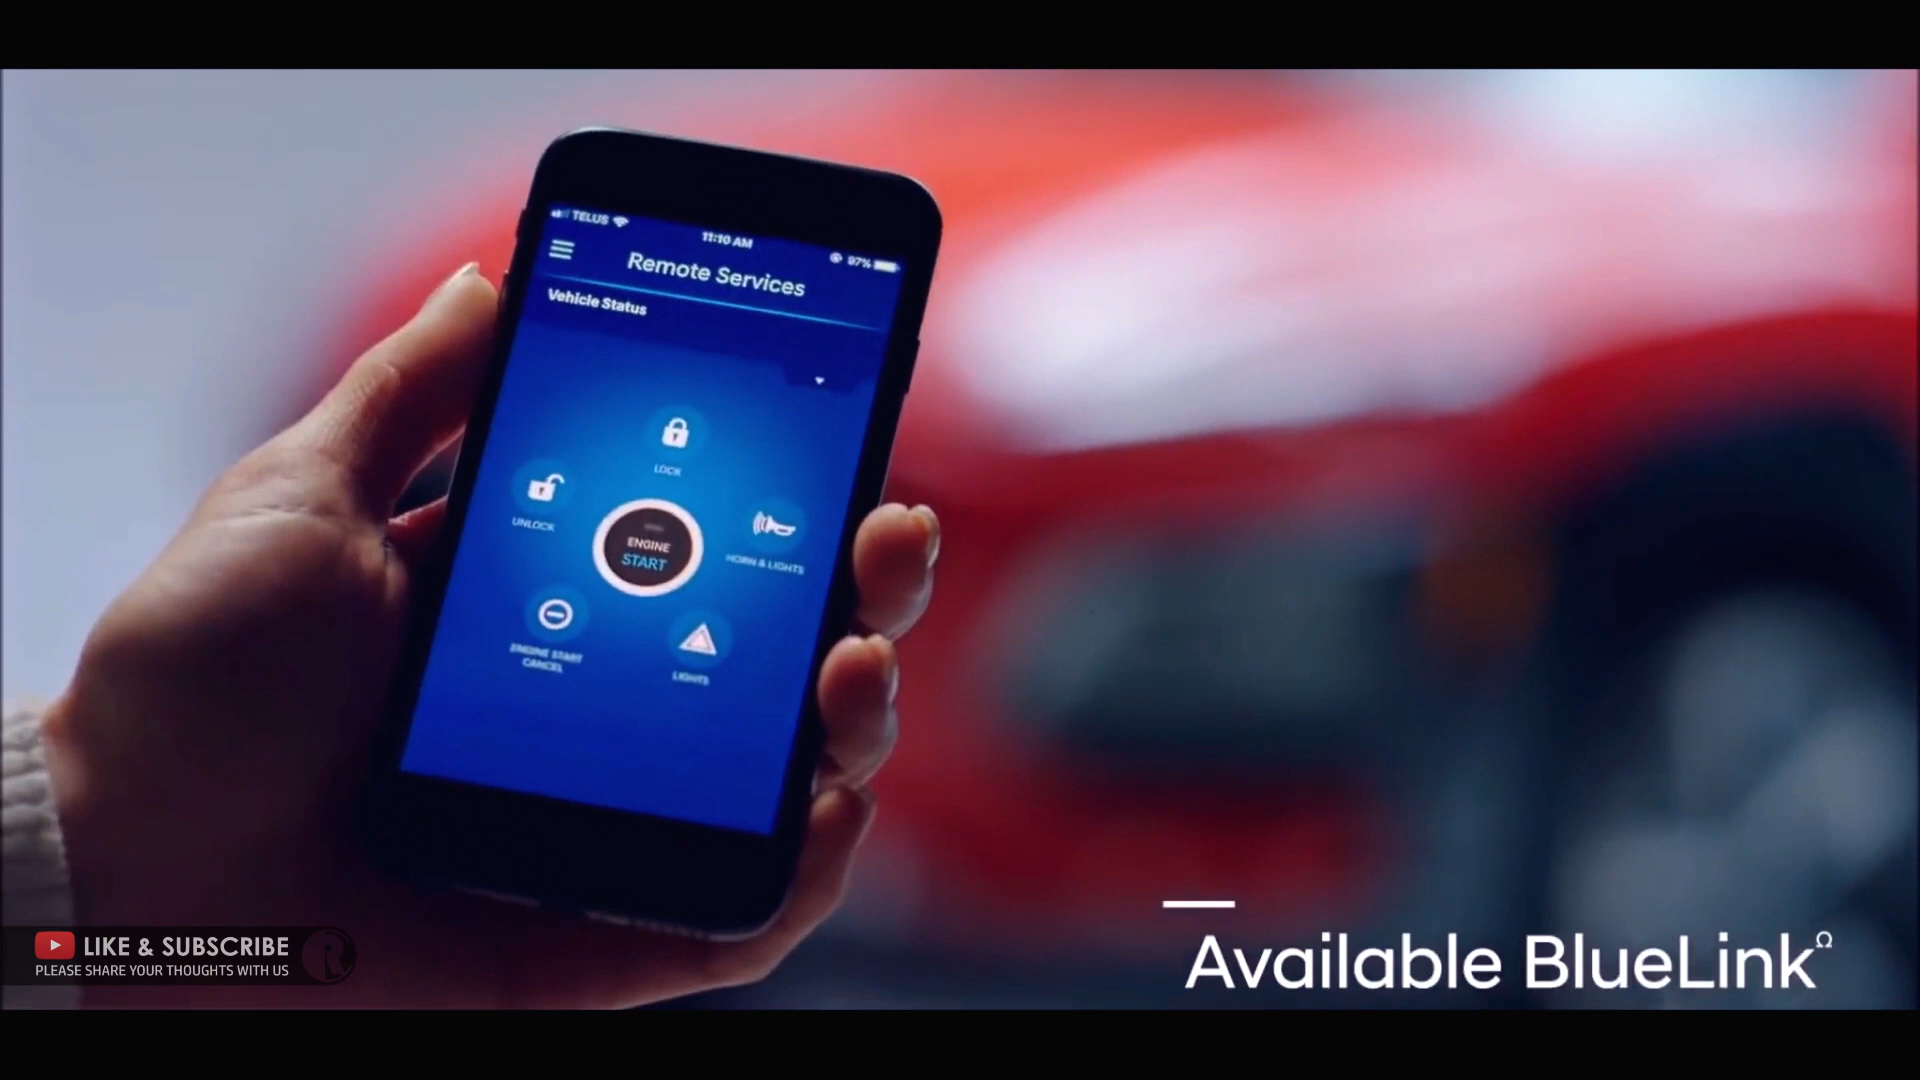 TELUS
11:10 AM
97%
Remote Services
Vehicle Status
LOCK
UNLOCK
ENGINE
START
HORN & LIGHTS
ENGINE START
CANCEL
LIGHTS
LIKE & SUBSCRIBE
PLEASE SHARE YOUR THOUGHTS WITH US
Available BlueLinkΩ